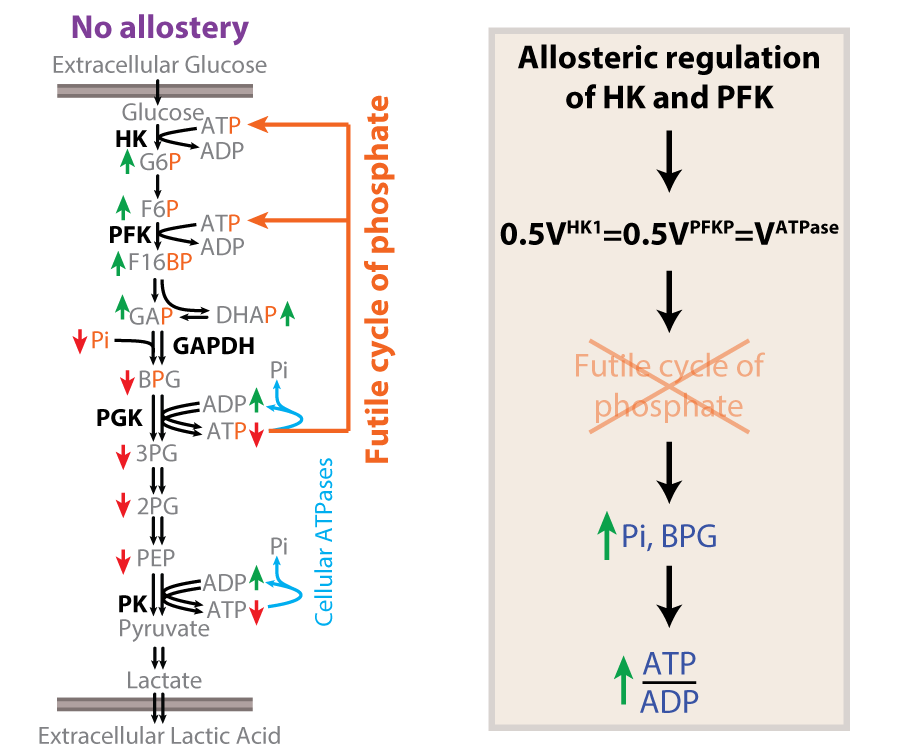 No allostery
Extracellular Glucose
Glucose
ATP
HK
ADP
G6P
F6P
ATP
PFK
ADP
F16BP
GAP
DHAP
Pi
GAPDH
BPG
Pi
ADP
PGK
ATP
3PG
2PG
Pi
PEP
ADP
PK
ATP
Pyruvate
Lactate
Extracellular Lactic Acid
Futile cycle of phosphate
Cellular ATPases
Allosteric regulation
of HK and PFK
0.5V^HK1=0.5V^PFKP=V^ATPase
Futile cycle of
phosphate
Pi, BPG
ATP
ADP